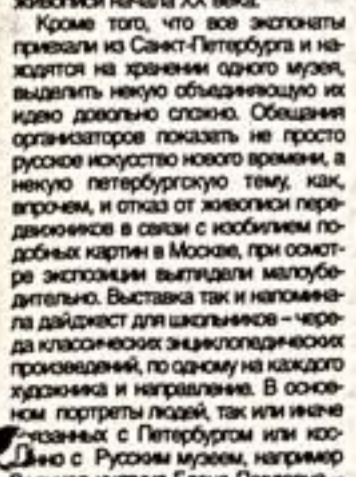 живописи начала XX века.
Кроме того, что все экспонаты
приехали из Санкт-Петербурга и на-
ходятся на хранении одного музея,
выделить некую объединяющую их
идею довольно сложно. Обещания
организаторов показать не просто
русское искусство нового времени, а
некую петербургскую тему, как,
впрочем, и отказ от живописи пере-
движников в связи с изобилием по-
добных картин в Москве, при осмот-
ре экспозиции выглядели малоубе-
дительно. Выставка так и напомина-
ла дайджест для школьников – чере-
да классических энциклопедических
произведений, по одному на каждого
художника и направление. В основ-
ном портреты людей, так или иначе
связанных с Петербургом или кос-
венно с Русским музеем, например